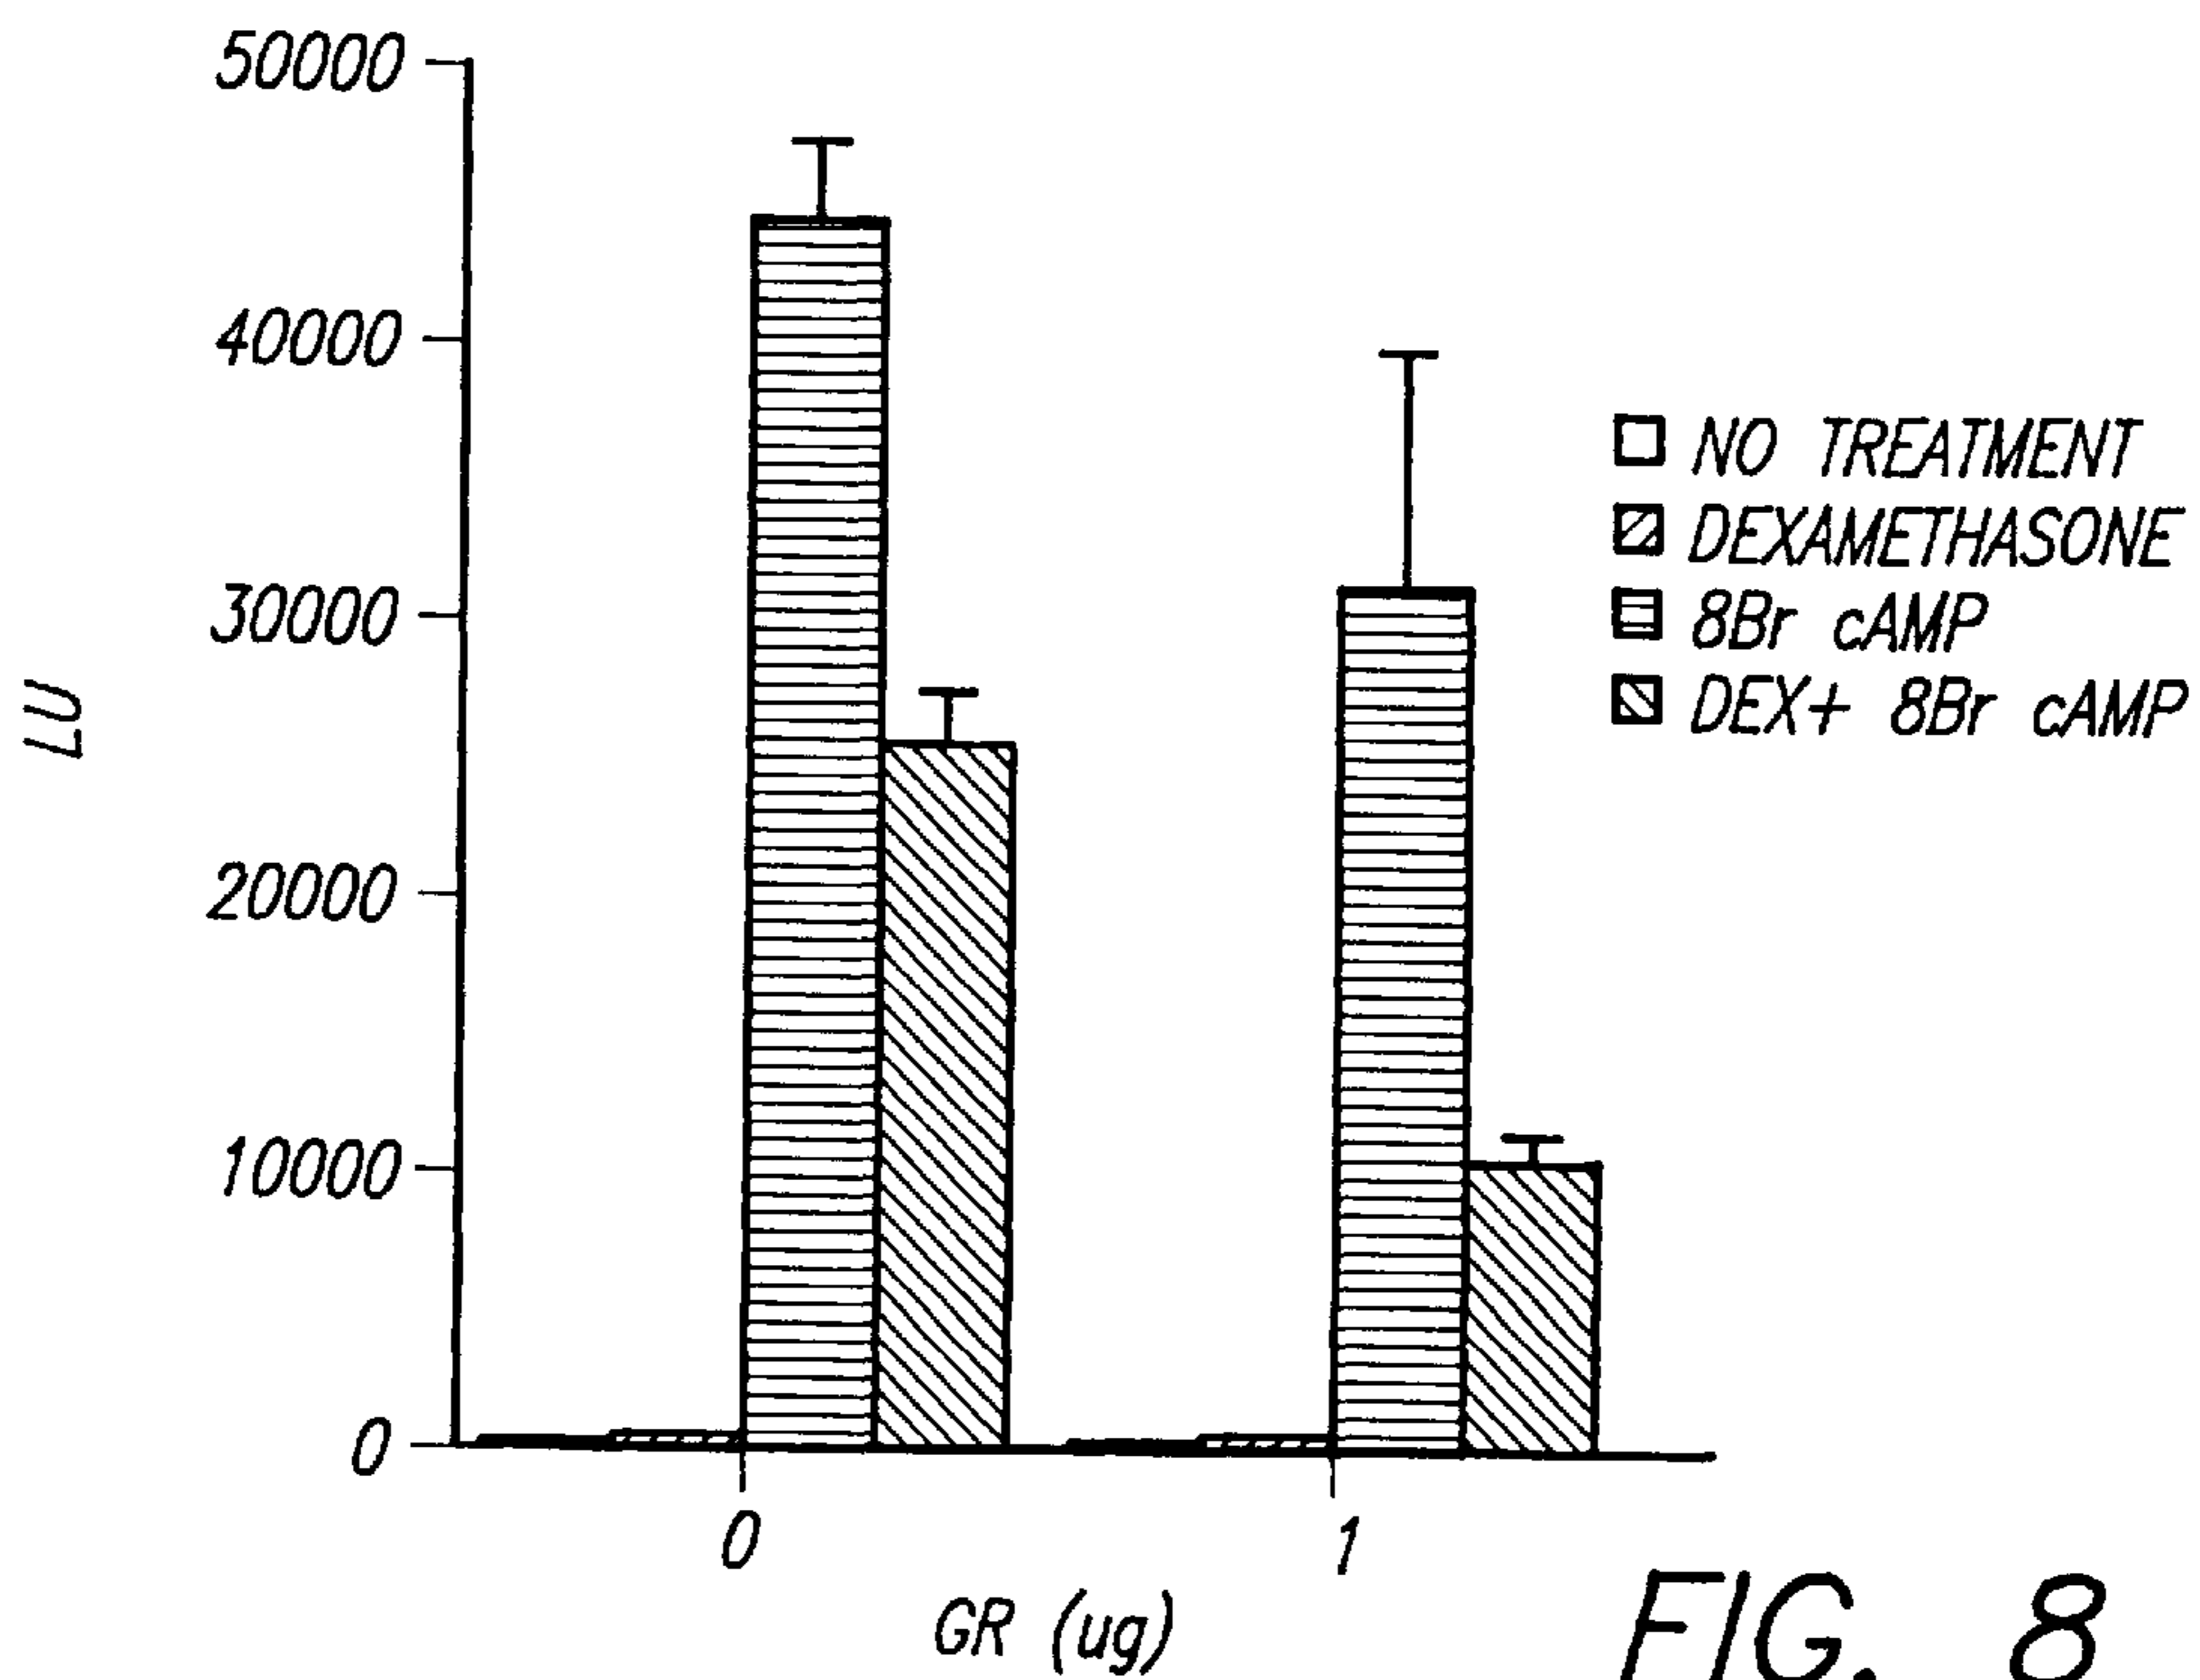 50000
40000
30000
20000
10000
0
LU
0
1
GR (ug)
NO TREATMENT
DEXAMETHASONE
8Br cAMP
DEX+ 8Br cAMP
FIG. 8